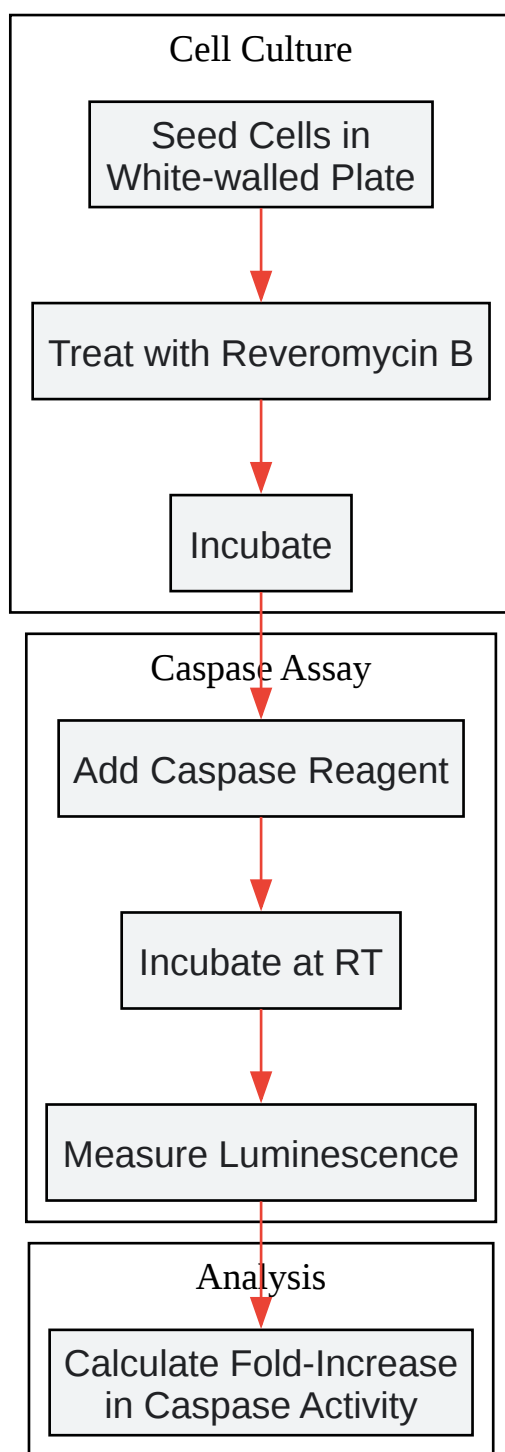 Cell Culture
Seed Cells in
White-walled Plate
Treat with Reveromycin B
Incubate
Caspase Assay
Add Caspase Reagent
Incubate at RT
Measure Luminescence
Analysis
Calculate Fold-Increase
in Caspase Activity